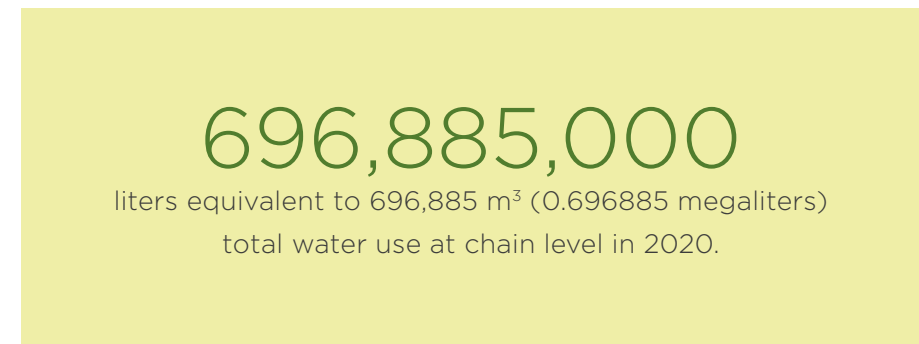 696,885,000
liters equivalent to 696,885 m³ (0.696885 megaliters)
total water use at chain level in 2020.